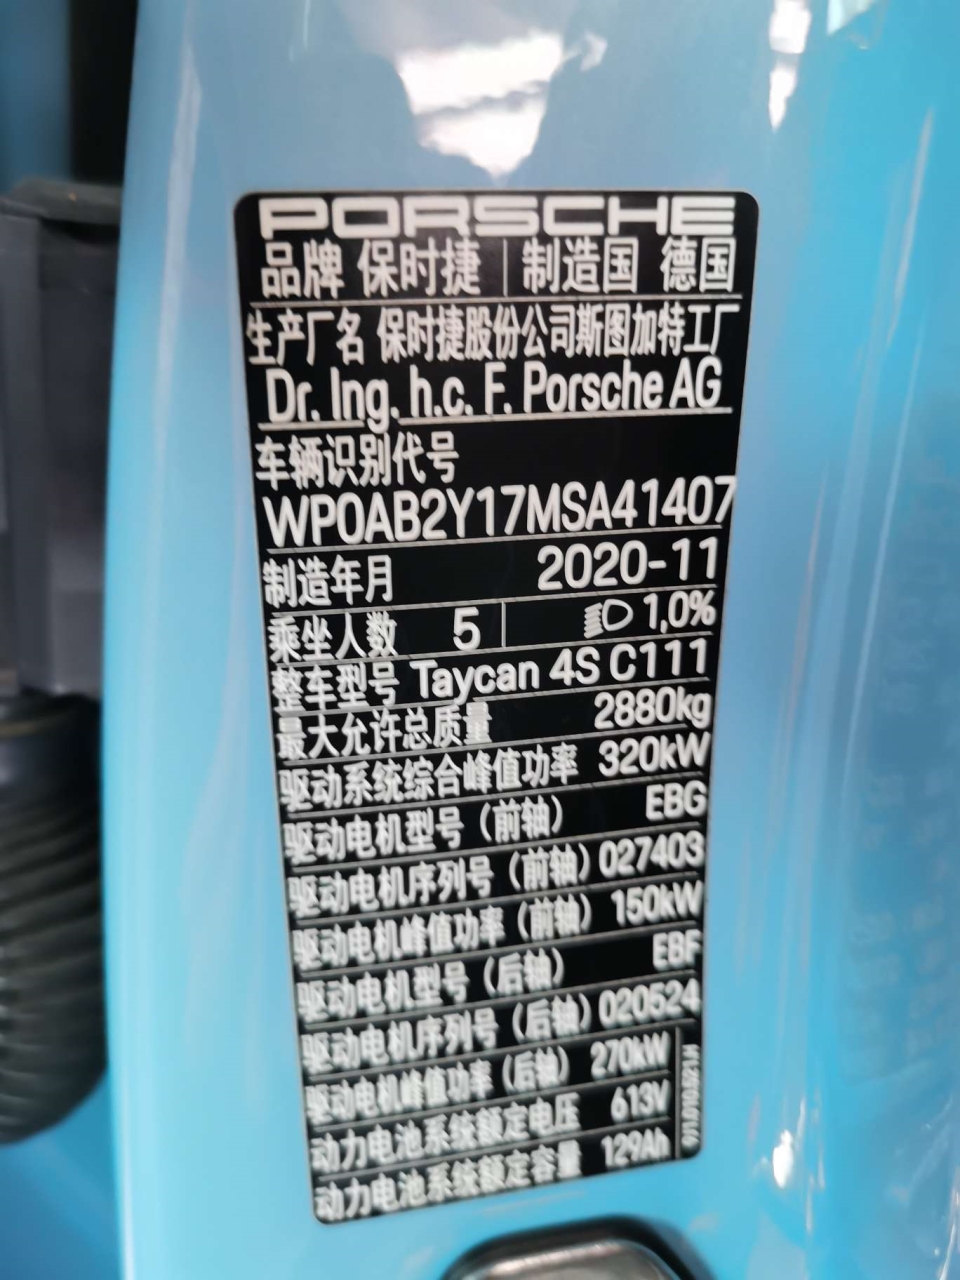 PORSCHE
品牌 保时捷 | 制造国 德国
生产厂名 保时捷股份公司斯图加特工厂
Dr. Ing. h.c. F. Porsche AG
车辆识别代号
WP0AB2Y17MSA41407
制造年月 2020-11
乘坐人数 5 | 1,0%
整车型号 Taycan 4S C111
最大允许总质量 2880kg
驱动系统综合峰值功率 320kW
驱动电机型号（前轴） EBG
驱动电机序列号（前轴） 027403
驱动电机峰值功率（前轴） 150kW
驱动电机型号（后轴） EBF
驱动电机序列号（后轴） 020524
驱动电机峰值功率（后轴） 270kW
动力电池系统额定电压 613V
动力电池系统额定容量 129Ah